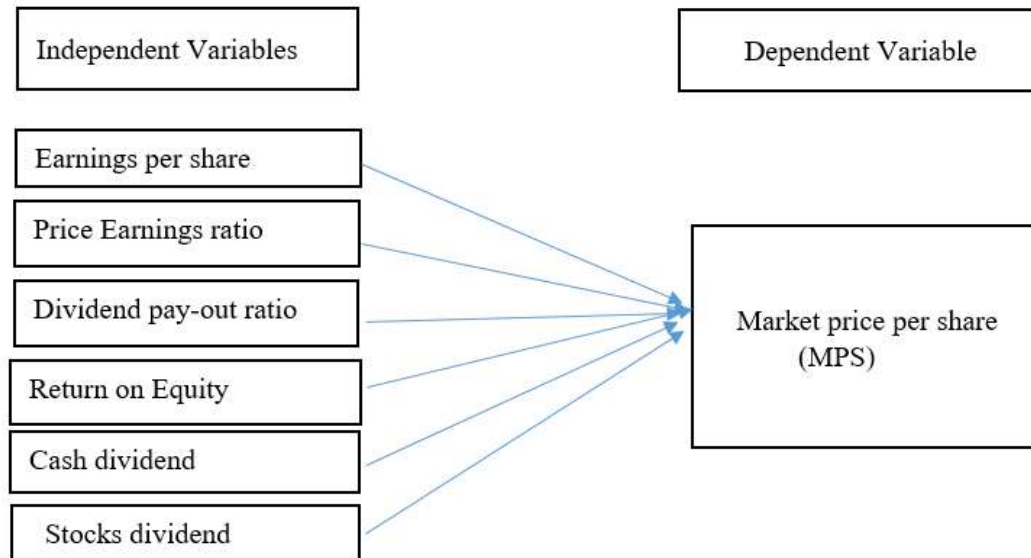 Independent Variables
Dependent Variable
Earnings per share
Price Earnings ratio
Dividend pay-out ratio
Return on Equity
Cash dividend
Stocks dividend
Market price per share
(MPS)